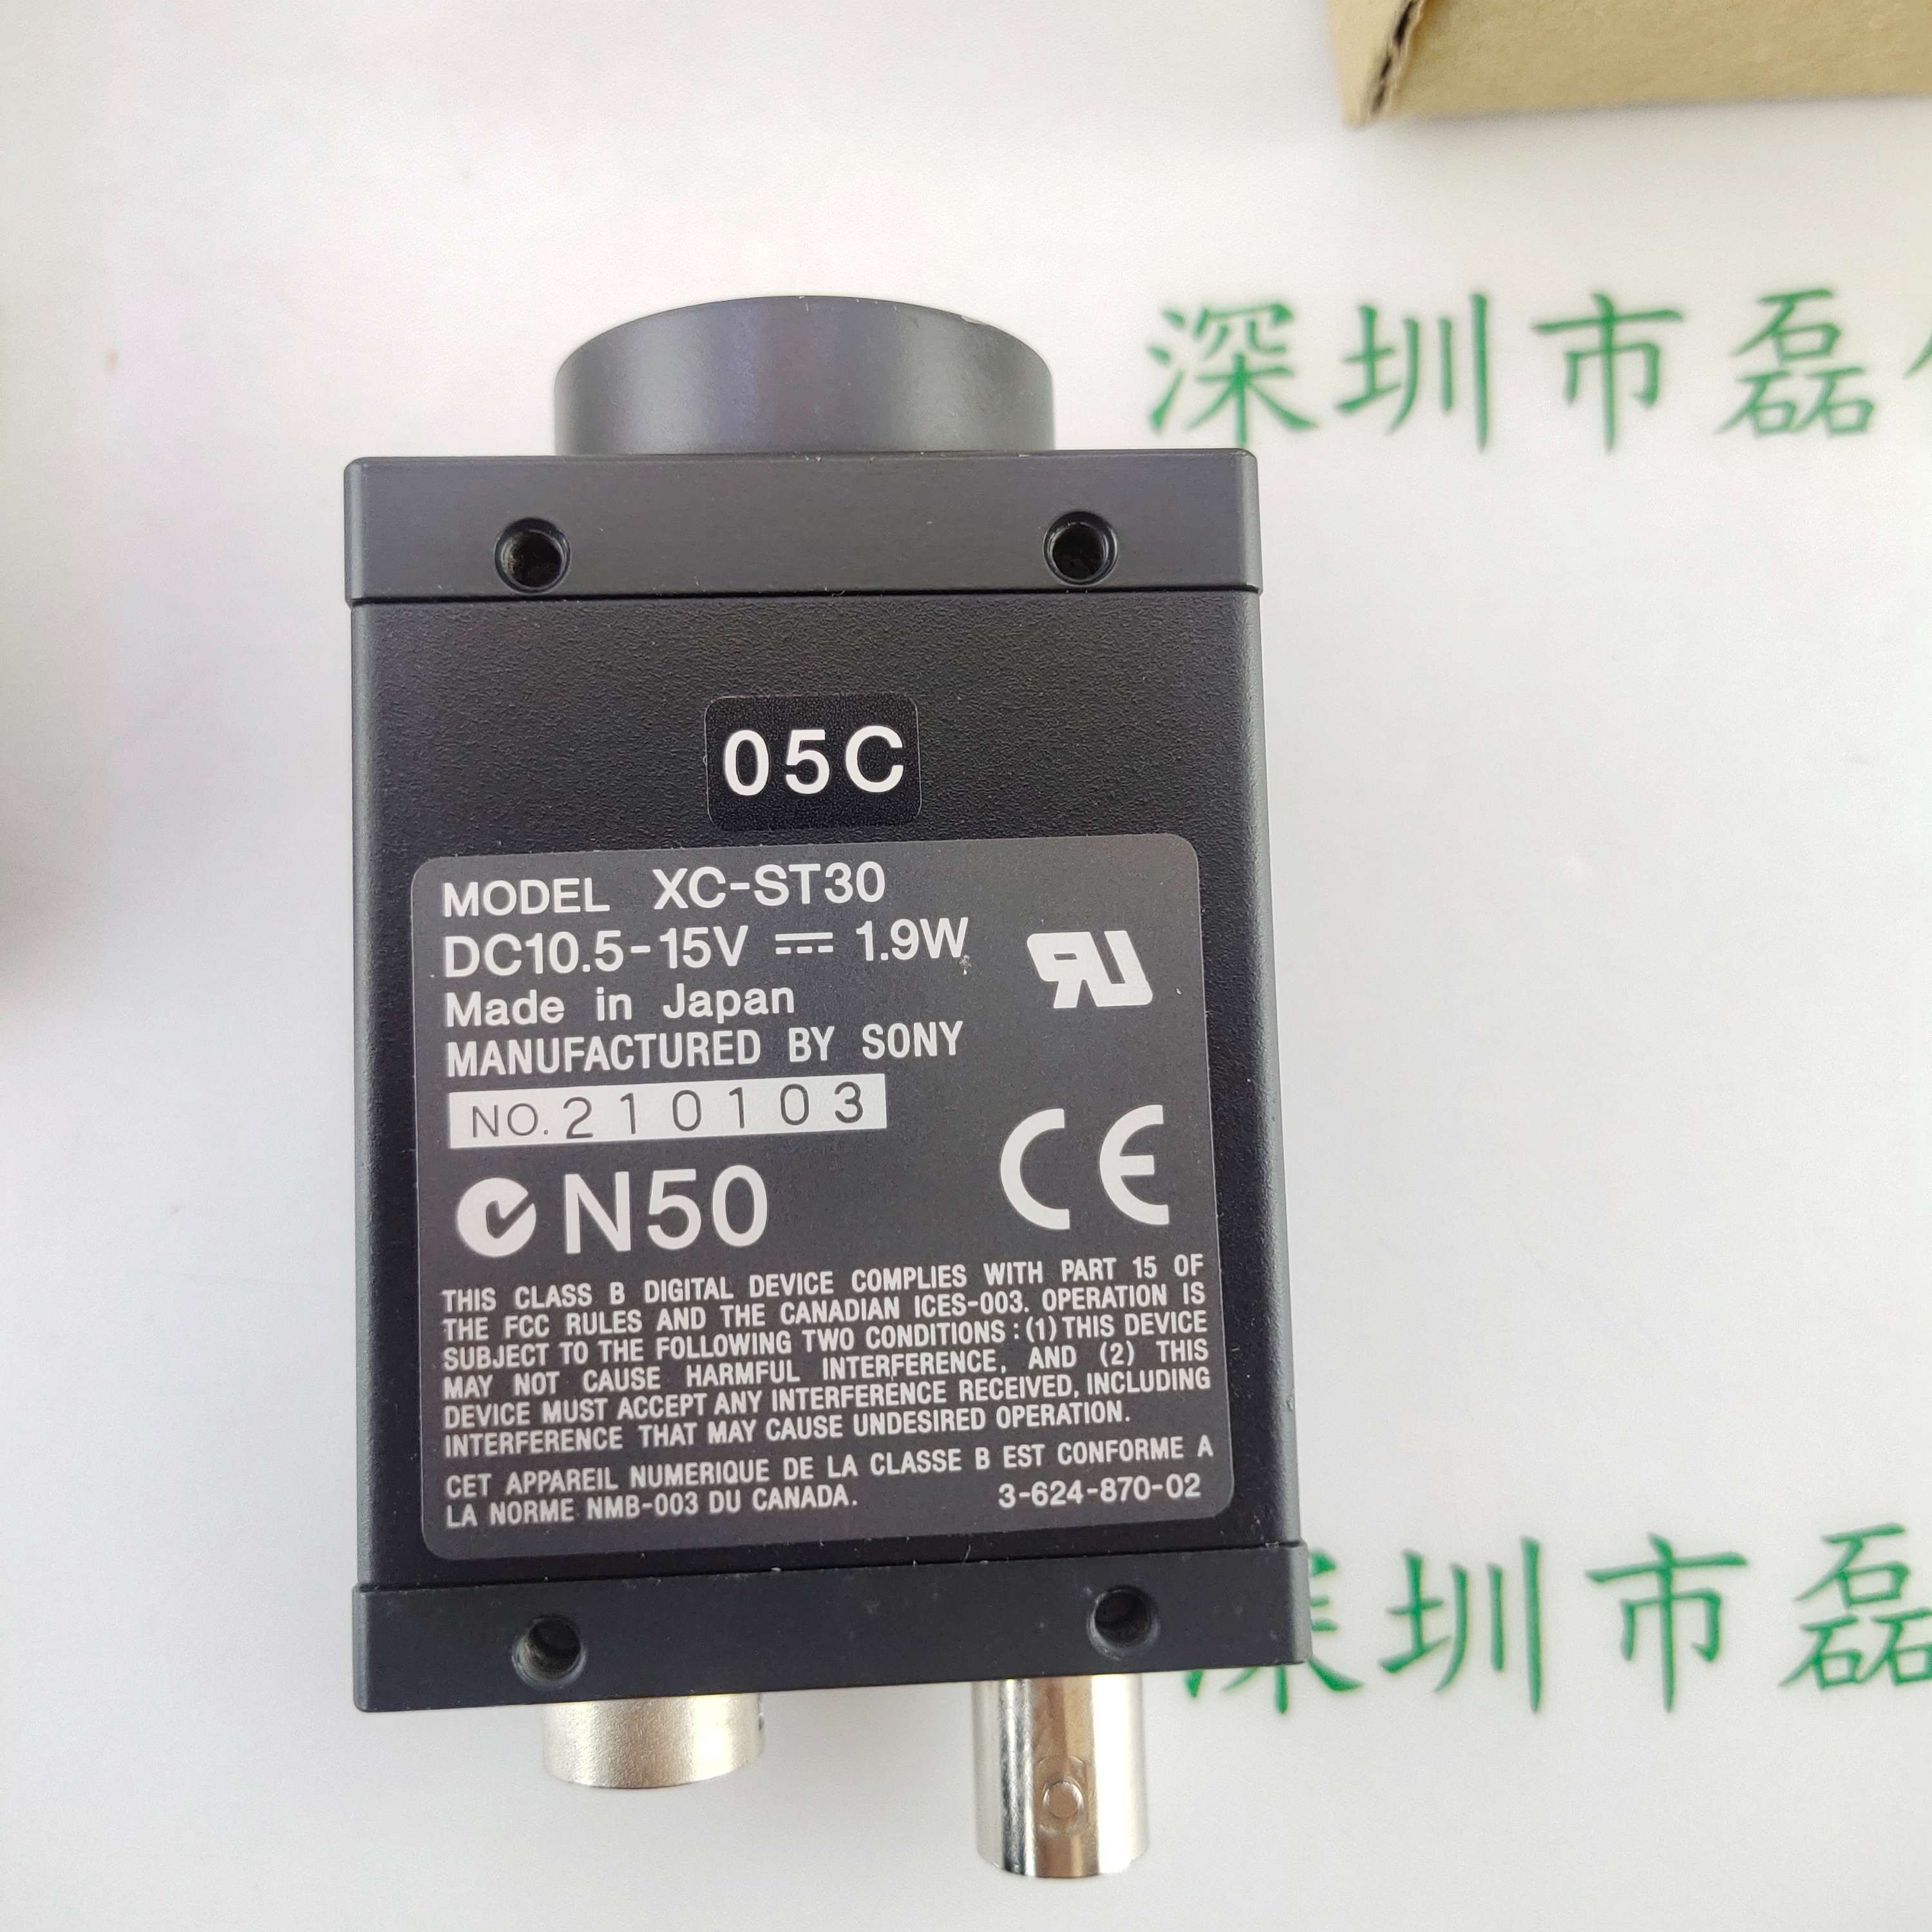 深圳市磊
05C
MODEL XC-ST30
DC10.5-15V ⎓ 1.9W
Made in Japan
MANUFACTURED BY SONY
NO. 210103
N50
CE
THIS CLASS B DIGITAL DEVICE COMPLIES WITH PART 15 OF
THE FCC RULES AND THE CANADIAN ICES-003. OPERATION IS
SUBJECT TO THE FOLLOWING TWO CONDITIONS : (1) THIS DEVICE
MAY NOT CAUSE HARMFUL INTERFERENCE, AND (2) THIS
DEVICE MUST ACCEPT ANY INTERFERENCE RECEIVED, INCLUDING
INTERFERENCE THAT MAY CAUSE UNDESIRED OPERATION.
CET APPAREIL NUMERIQUE DE LA CLASSE B EST CONFORME A
LA NORME NMB-003 DU CANADA. 3-624-870-02
深圳市磊